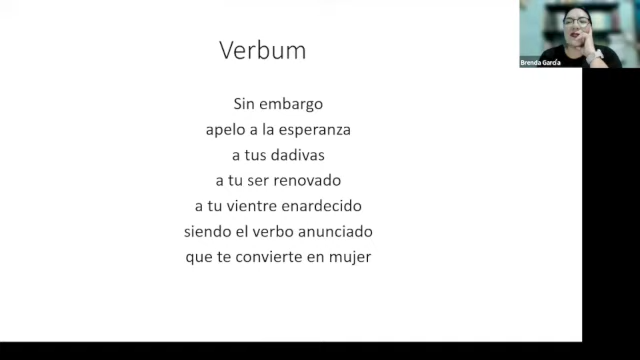 Verbum
Sin embargo
apelo a la esperanza
a tus dadivas
a tu ser renovado
a tu vientre enardecido
siendo el verbo anunciado
que te convierte en mujer
Brenda García